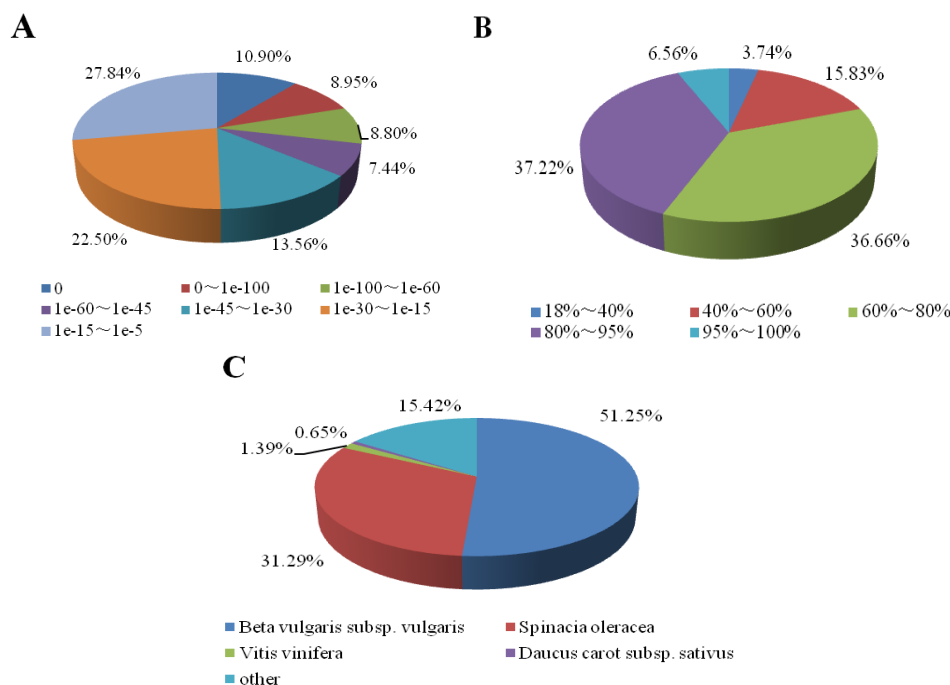 A
10.90%
8.95%
8.80%
7.44%
13.56%
22.50%
27.84%
0
0～1e-100
1e-100～1e-60
1e-60～1e-45
1e-45～1e-30
1e-30～1e-15
1e-15～1e-5
B
3.74%
15.83%
36.66%
37.22%
6.56%
18%～40%
40%～60%
60%～80%
80%～95%
95%～100%
C
51.25%
31.29%
1.39%
0.65%
15.42%
Beta vulgaris subsp. vulgaris
Spinacia oleracea
Vitis vinifera
Daucus carot subsp. sativus
other